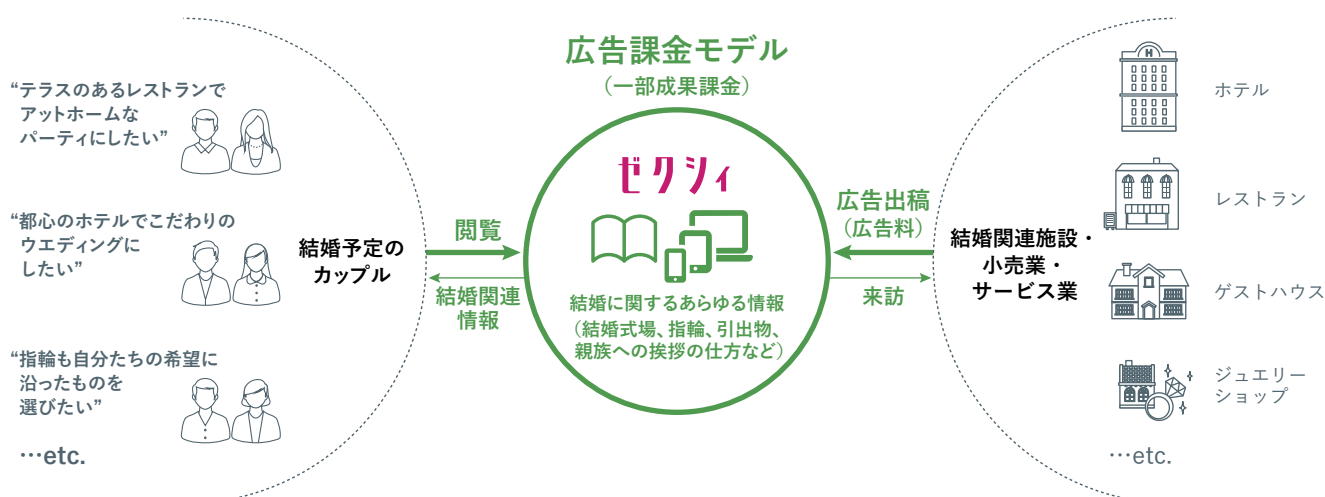 広告課金モデル
（一部成果課金）
“テラスのあるレストランで
アットホームな
パーティにしたい”
“都心のホテルでこだわりの
ウエディングに
したい”
“指輪も自分たちの希望に
沿ったものを
選びたい”
…etc.
結婚予定の
カップル
閲覧
結婚関連
情報
ゼクシィ
結婚に関するあらゆる情報
（結婚式場、指輪、引出物、
親族への挨拶の仕方など）
広告出稿
（広告料）
来訪
結婚関連施設・
小売業・
サービス業
H
ホテル
レストラン
ゲストハウス
ジュエリー
ショップ
…etc.